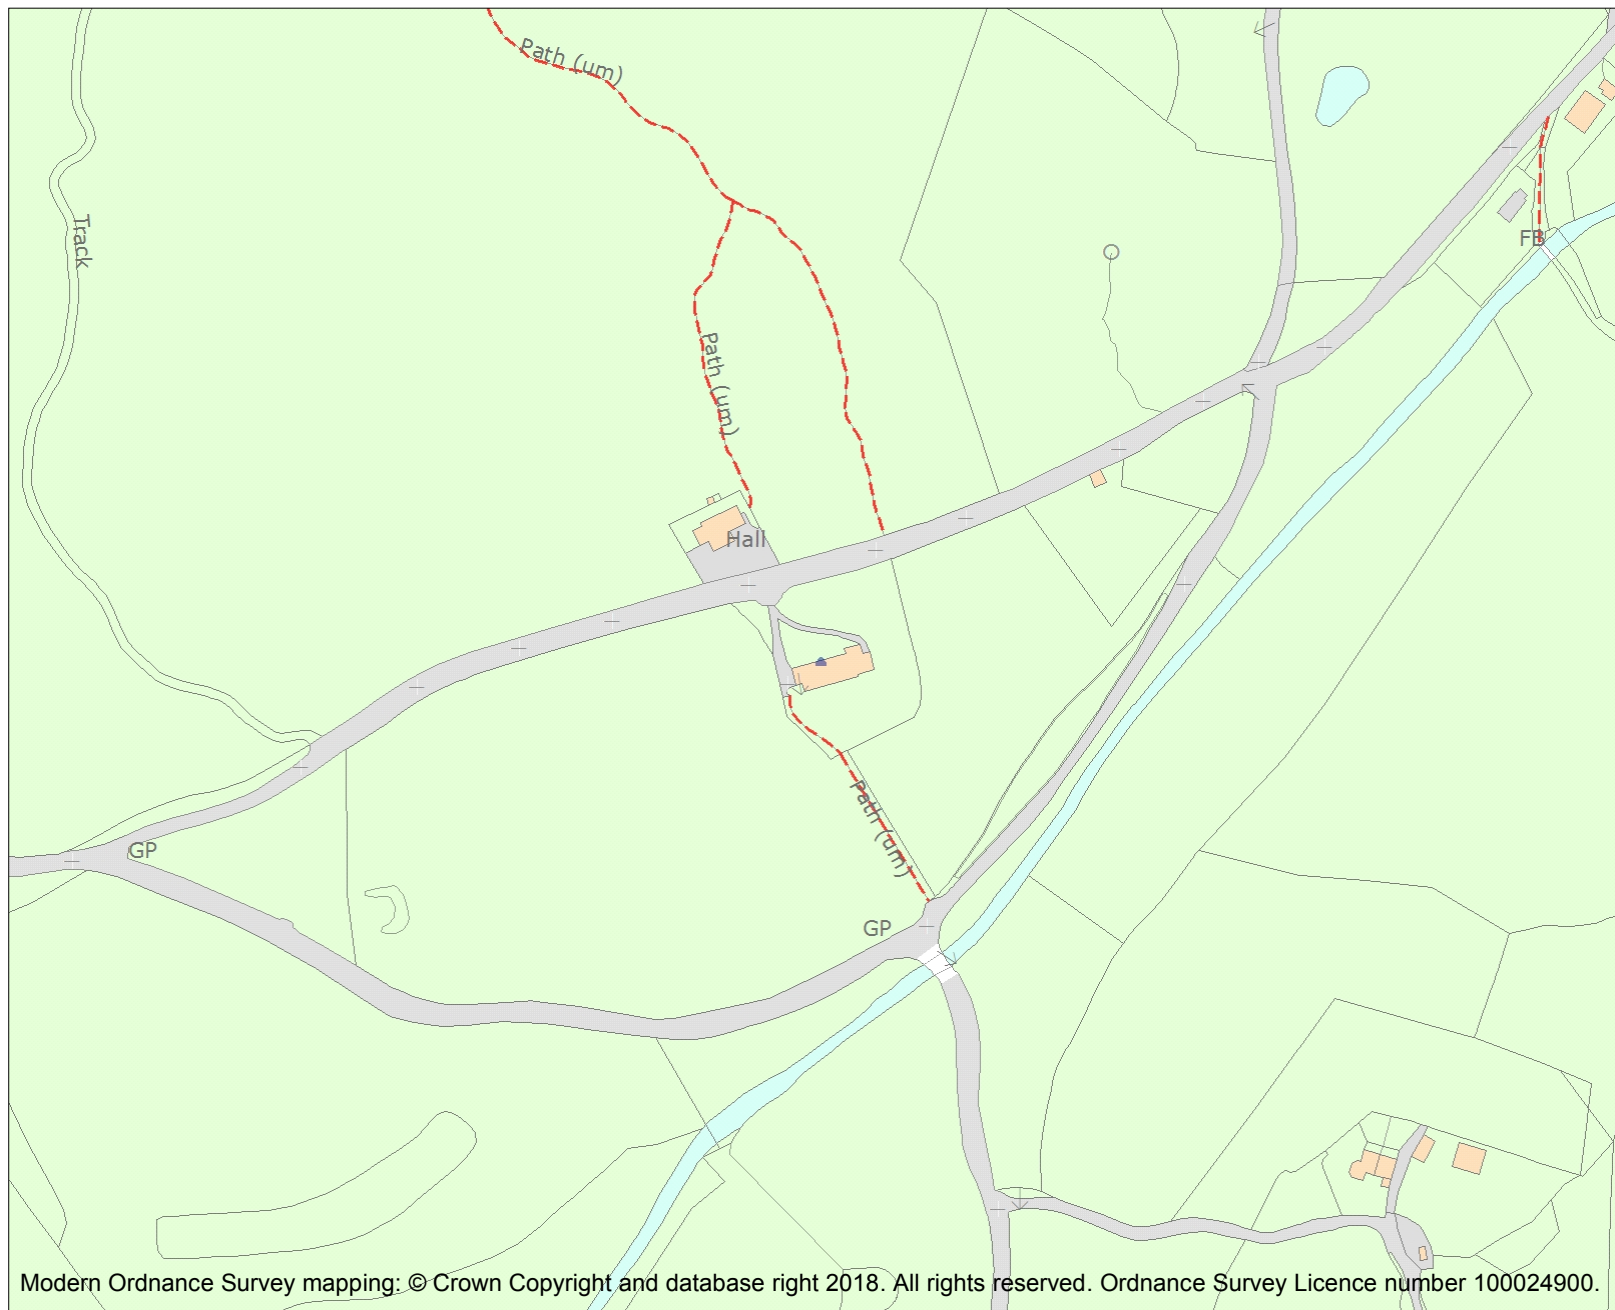 Path (um)
Track
FB
Path (um)
Hall
Path (um)
GP
GP
Modern Ordnance Survey mapping: © Crown Copyright and database right 2018. All rights reserved. Ordnance Survey Licence number 100024900.